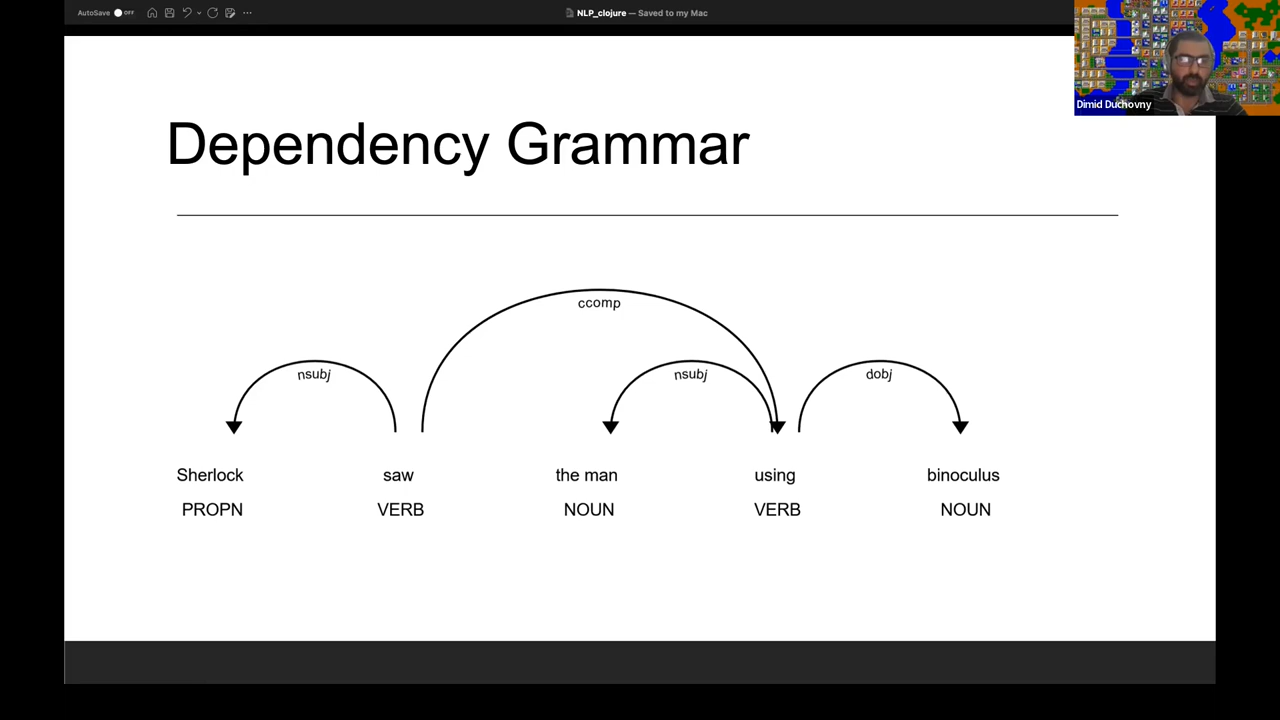 AutoSave OFF
NLP_clojure — Saved to my Mac
Dimid Duchovny
Dependency Grammar
ccomp
nsubj nsubj dobj
Sherlock saw the man using binoculus
PROPN VERB NOUN VERB NOUN